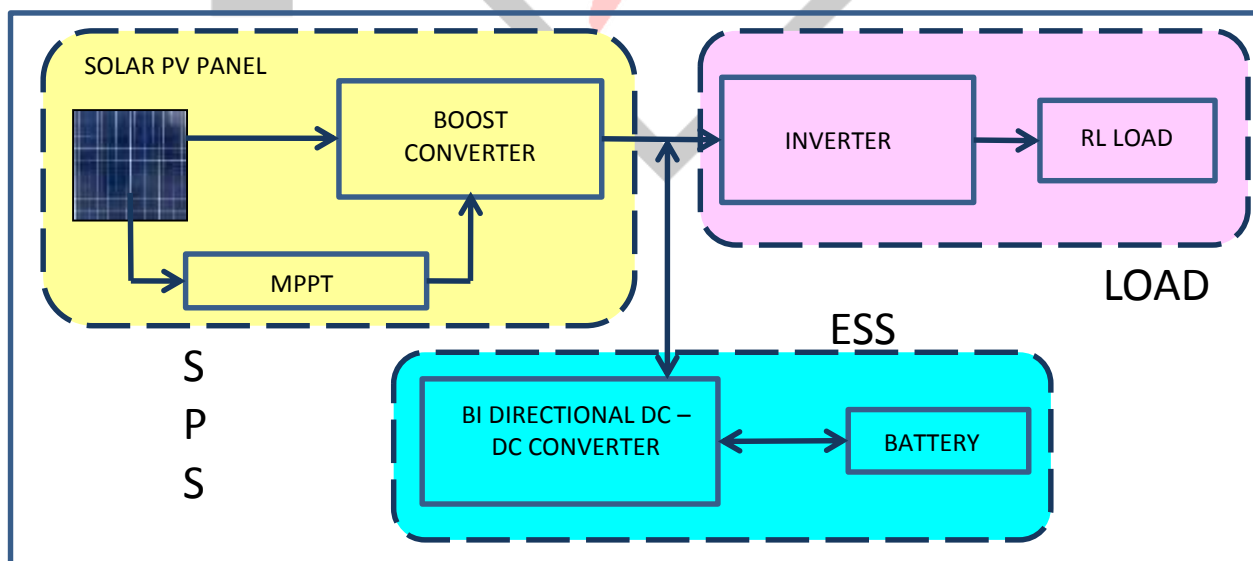 SOLAR PV PANEL
BOOST
CONVERTER
MPPT
INVERTER
RL LOAD
LOAD
S
P
S
ESS
BI DIRECTIONAL DC –
DC CONVERTER
BATTERY